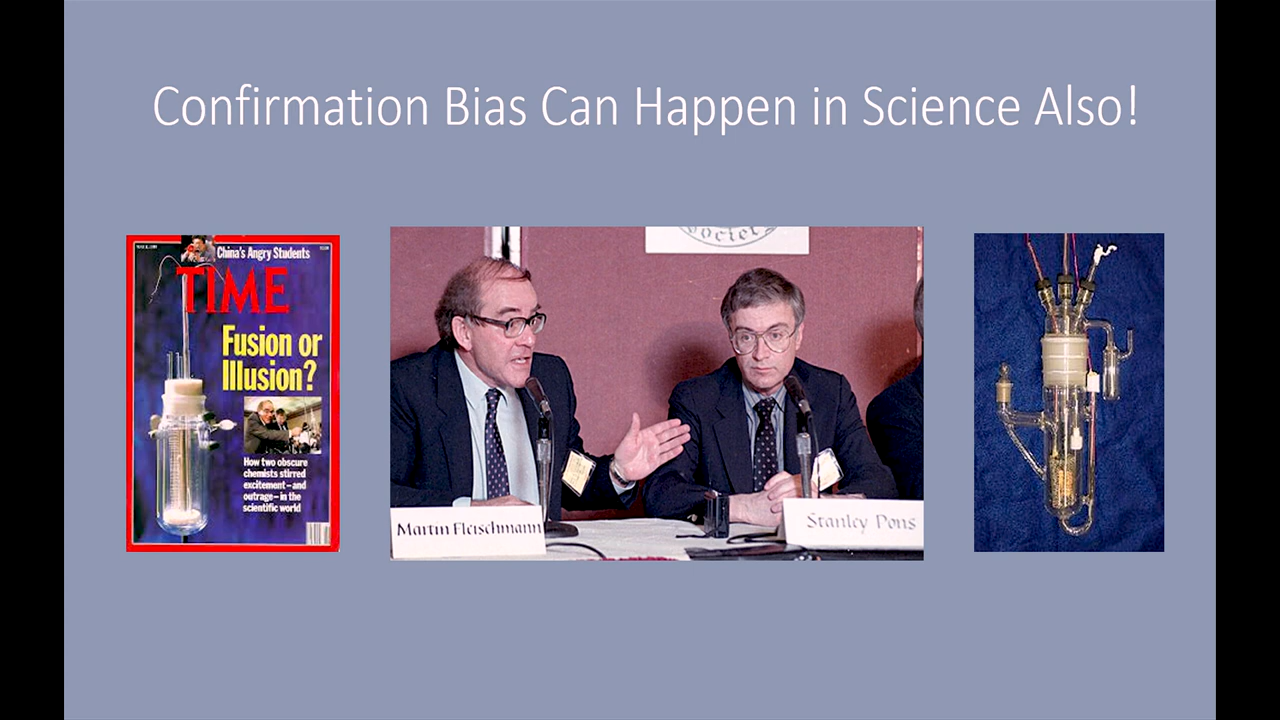 Confirmation Bias Can Happen in Science Also!
China's Angry Students
TIME
Fusion or
Illusion?
How two obscure
chemists stirred
excitement–and
outrage–in the
scientific world
Martin Fleischmann
Stanley Pons